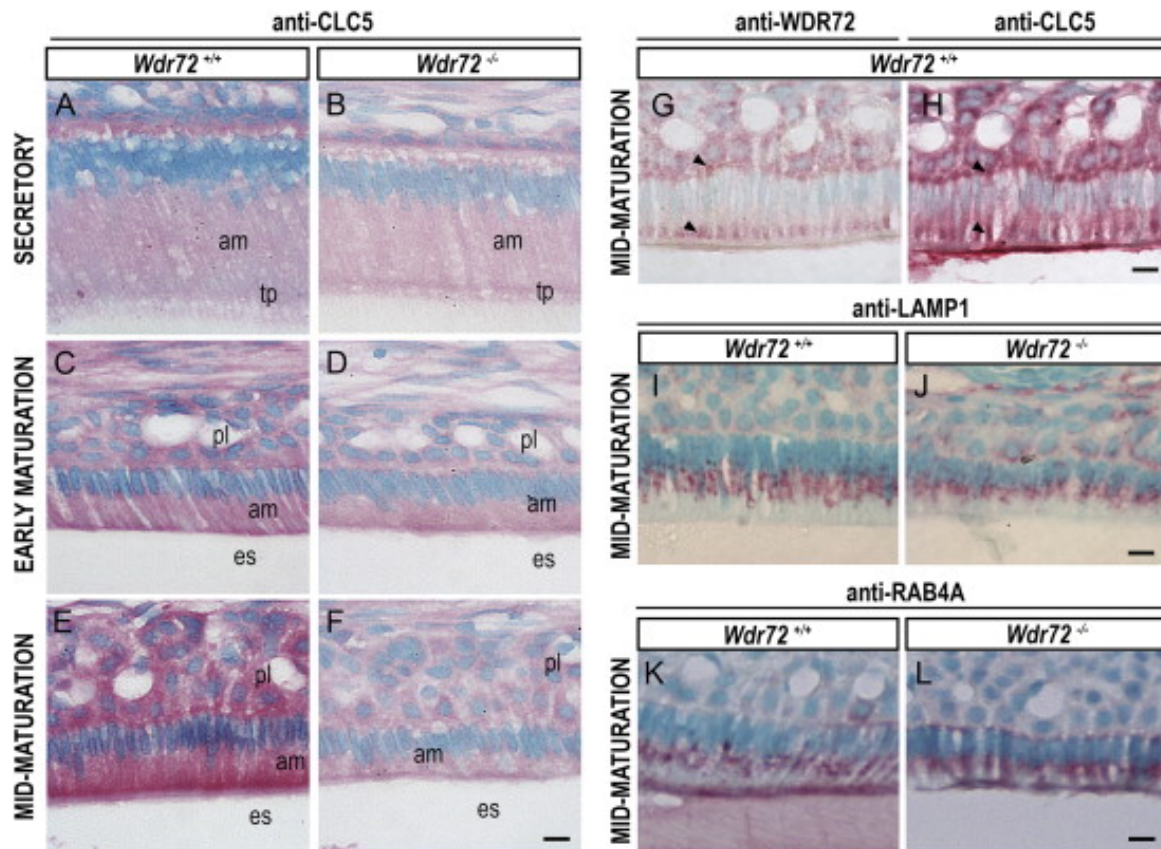 anti-CLC5
Wdr72 +/+ Wdr72 -/-
SECRETORY
A
am
tp
B
am
tp
EARLY MATURATION
C
pl
am
es
D
pl
am
es
MID-MATURATION
E
pl
am
es
F
pl
am
es
anti-WDR72 anti-CLC5
Wdr72 +/+
MID-MATURATION
G
H
anti-LAMP1
Wdr72 +/+ Wdr72 -/-
MID-MATURATION
I
J
anti-RAB4A
Wdr72 +/+ Wdr72 -/-
MID-MATURATION
K
L